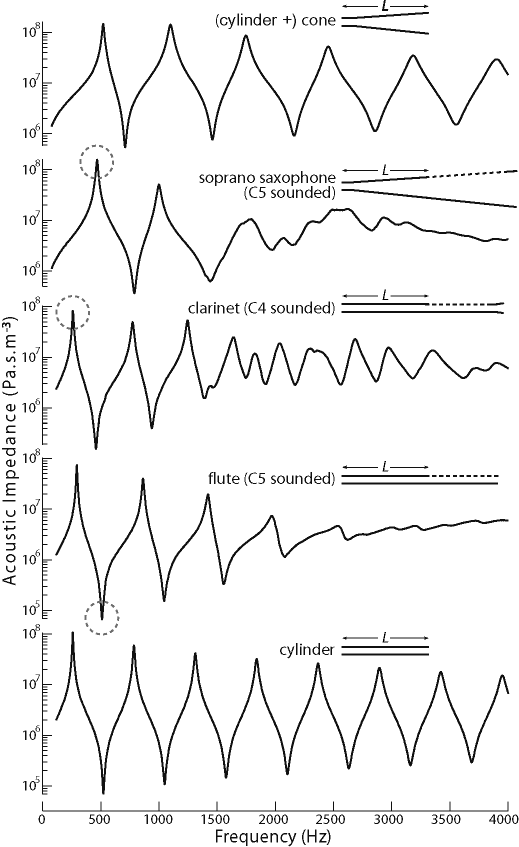 L
(cylinder +) cone
10⁸
10⁷
10⁶
L
soprano saxophone
(C5 sounded)
10⁸
10⁷
10⁶
L
clarinet (C4 sounded)
10⁸
10⁷
10⁶
L
flute (C5 sounded)
10⁸
10⁷
10⁶
10⁵
L
cylinder
10⁸
10⁷
10⁶
10⁵
Acoustic Impedance (Pa.s.m⁻³)
0 500 1000 1500 2000 2500 3000 3500 4000
Frequency (Hz)